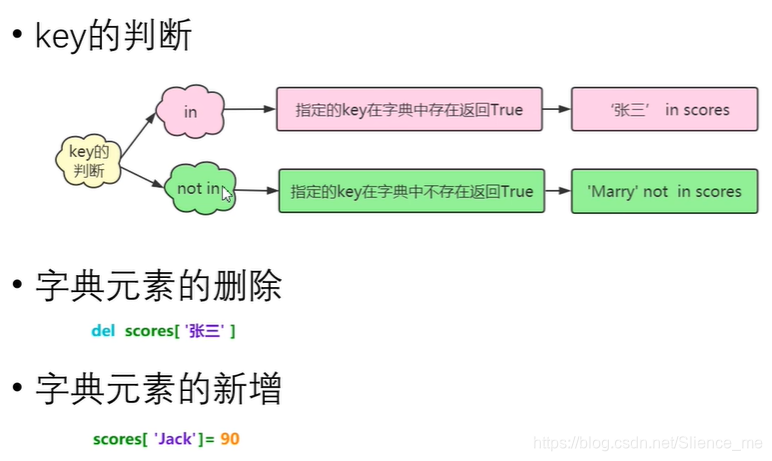 • key的判断
in
指定的key在字典中存在返回True
‘张三’ in scores
key的
判断
not in
指定的key在字典中不存在返回True
'Marry' not in scores
• 字典元素的删除
del scores[ '张三' ]
• 字典元素的新增
scores[ 'Jack']= 90
https://blog.csdn.net/Slience_me